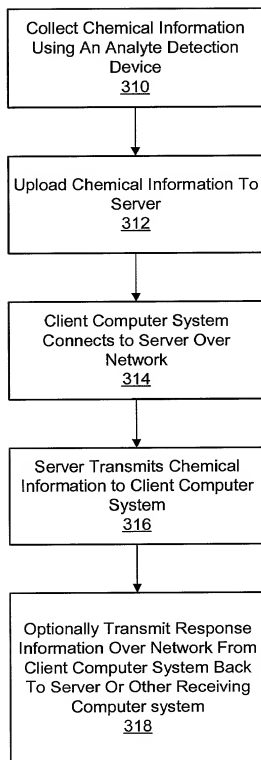 Collect Chemical Information
Using An Analyte Detection
Device
310
Upload Chemical Information To
Server
312
Client Computer System
Connects to Server Over
Network
314
Server Transmits Chemical
Information to Client Computer
System
316
Optionally Transmit Response
Information Over Network From
Client Computer System Back
To Server Or Other Receiving
Computer system
318